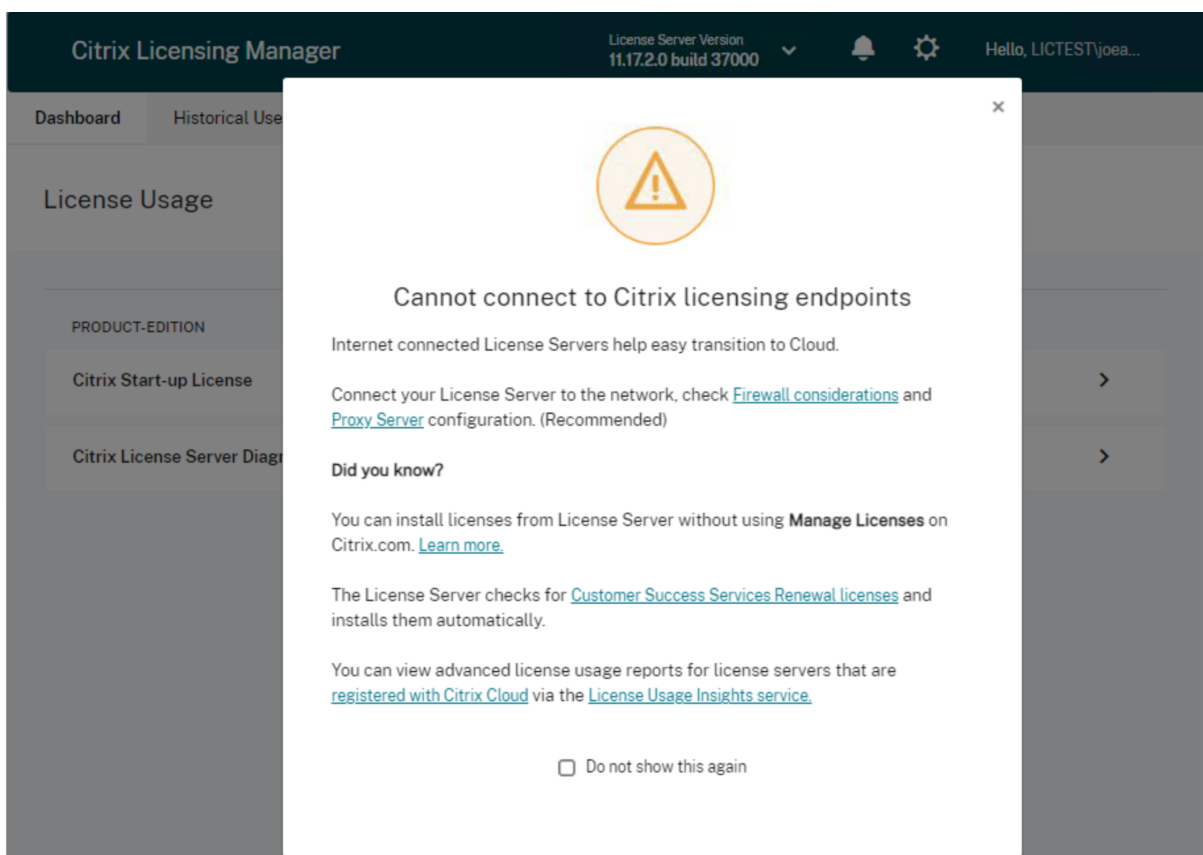 Citrix Licensing Manager
License Server Version
11.17.2.0 build 37000
Hello, LICTEST\joea...
Dashboard
Historical Use
License Usage
PRODUCT-EDITION
Citrix Start-up License
Citrix License Server Diagn
Cannot connect to Citrix licensing endpoints
Internet connected License Servers help easy transition to Cloud.
Connect your License Server to the network, check Firewall considerations and
Proxy Server configuration. (Recommended)
Did you know?
You can install licenses from License Server without using Manage Licenses on
Citrix.com. Learn more.
The License Server checks for Customer Success Services Renewal licenses and
installs them automatically.
You can view advanced license usage reports for license servers that are
registered with Citrix Cloud via the License Usage Insights service.
Do not show this again